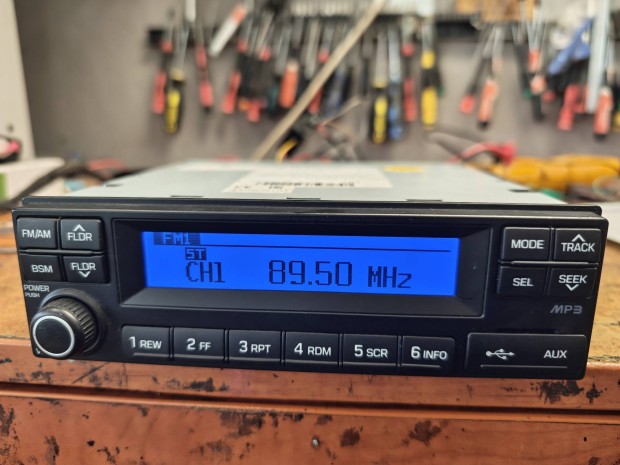 FM/AM
FLDR
BSM
FLDR
POWER
PUSH
FM1
ST
CH1 89.50 MHz
MODE
TRACK
SEL
SEEK
MP3
1 REW
2 FF
3 RPT
4 RDM
5 SCR
6 INFO
AUX